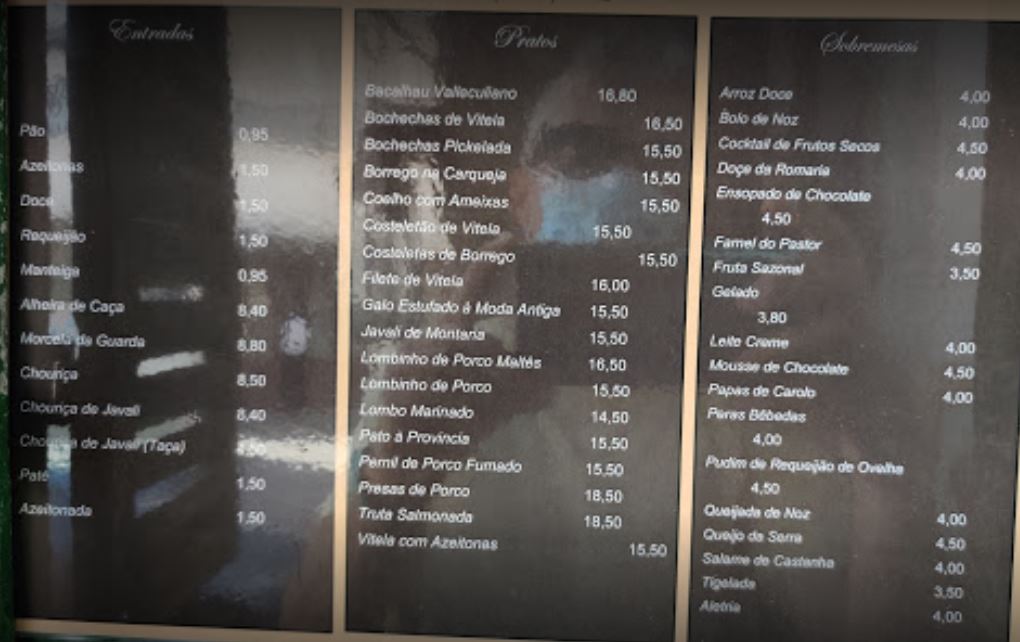 Entradas
Pão 0,95
Azeitonas 1,50
Doce 1,50
Requeijão 1,50
Manteiga 0,95
Alheira de Caça 8,40
Morcela da Guarda 8,80
Chouriça 8,50
Chouriça de Javali 8,40
Chouriça de Javali (Taça)
Paté 1,50
Azeitonada 1,50
Pratos
Bacalhau Vallecullano 16,80
Bochechas de Vitela 16,50
Bochechas Pickelada 15,50
Borrego na Carqueja 15,50
Coelho com Ameixas 15,50
Costeletão de Vitela 15,50
Costeletas de Borrego 15,50
Filete de Vitela 16,00
Galo Estufado à Moda Antiga 15,50
Javali de Montaria 15,50
Lombinho de Porco Maltês 16,50
Lombinho de Porco 15,50
Lombo Marinado 14,50
Pato à Provincia 15,50
Pernil de Porco Fumado 15,50
Presas de Porco 18,50
Truta Salmonada 18,50
Vitela com Azeitonas 15,50
Sobremesas
Arroz Doce 4,00
Bolo de Noz 4,00
Cocktail de Frutos Secos 4,50
Doce da Romaria 4,00
Ensopado de Chocolate
4,50
Farnel do Pastor 4,50
Fruta Sazonal 3,50
Gelado
3,80
Leite Creme 4,00
Mousse de Chocolate 4,50
Papas de Carolo 4,00
Peras Bêbedas
4,00
Pudim de Requeijão de Ovelha
4,50
Queijada de Noz 4,00
Queijo da Serra 4,50
Salame de Castanha 4,00
Tigelada 3,50
Aletria 4,00